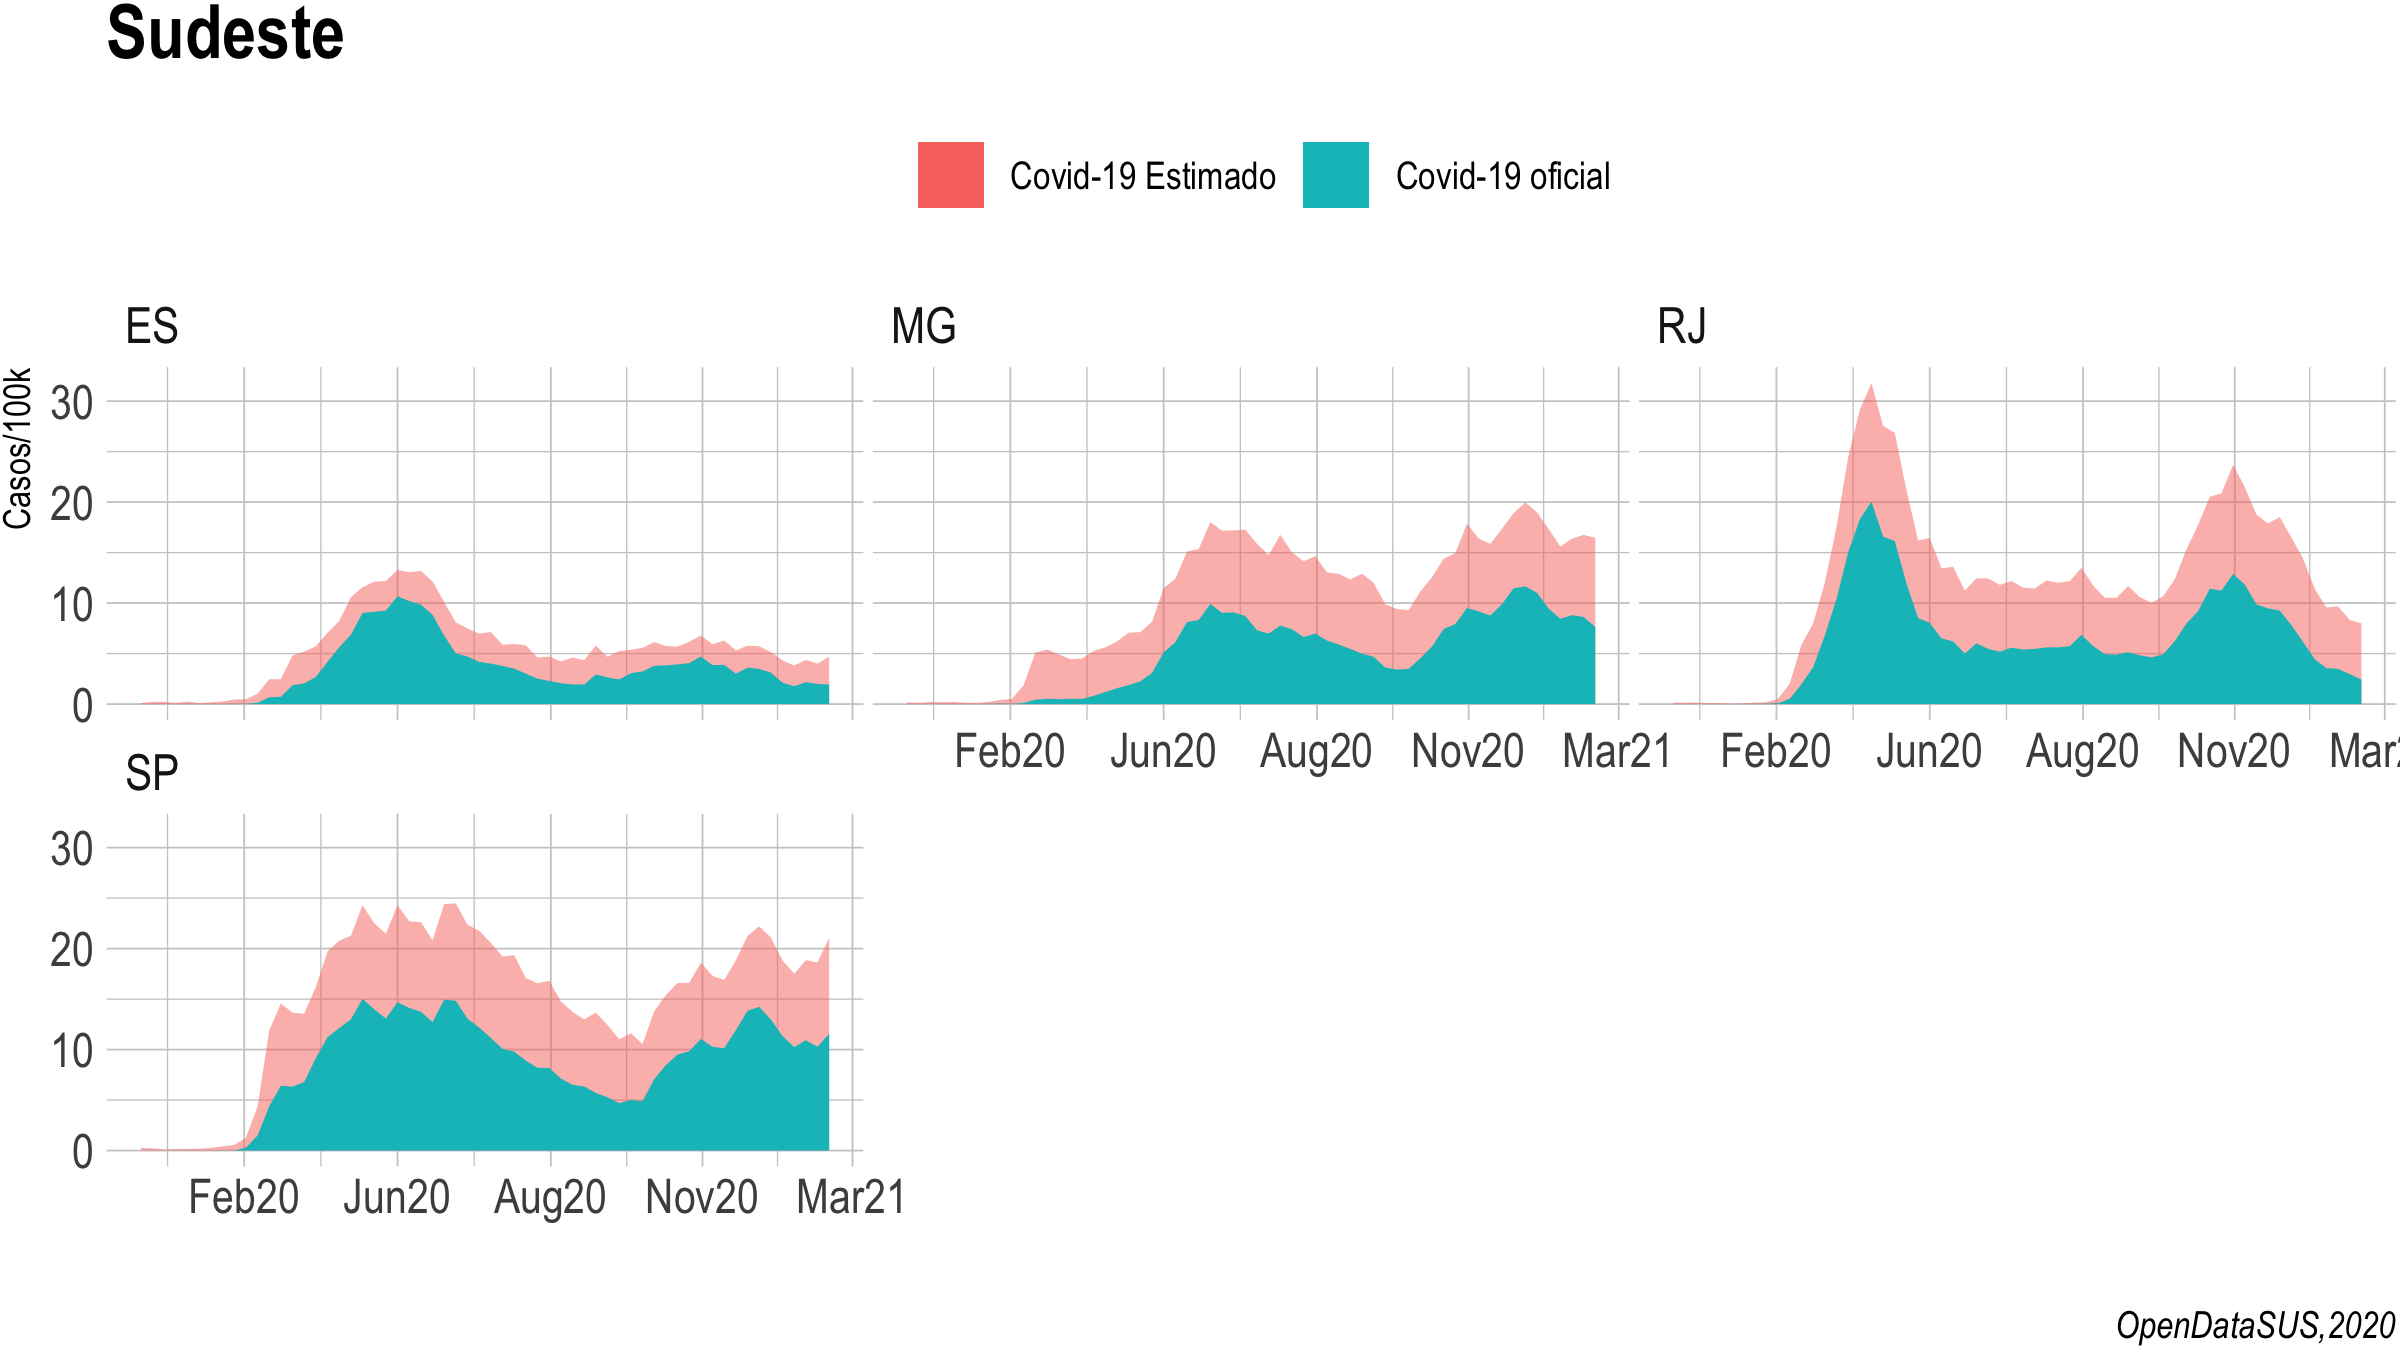 Sudeste
Covid-19 Estimado Covid-19 oficial
ES MG RJ
Casos/100k
30
20
10
0
Feb20 Jun20 Aug20 Nov20 Mar21 Feb20 Jun20 Aug20 Nov20 Mar2
SP
30
20
10
0
Feb20 Jun20 Aug20 Nov20 Mar21
OpenDataSUS,2020